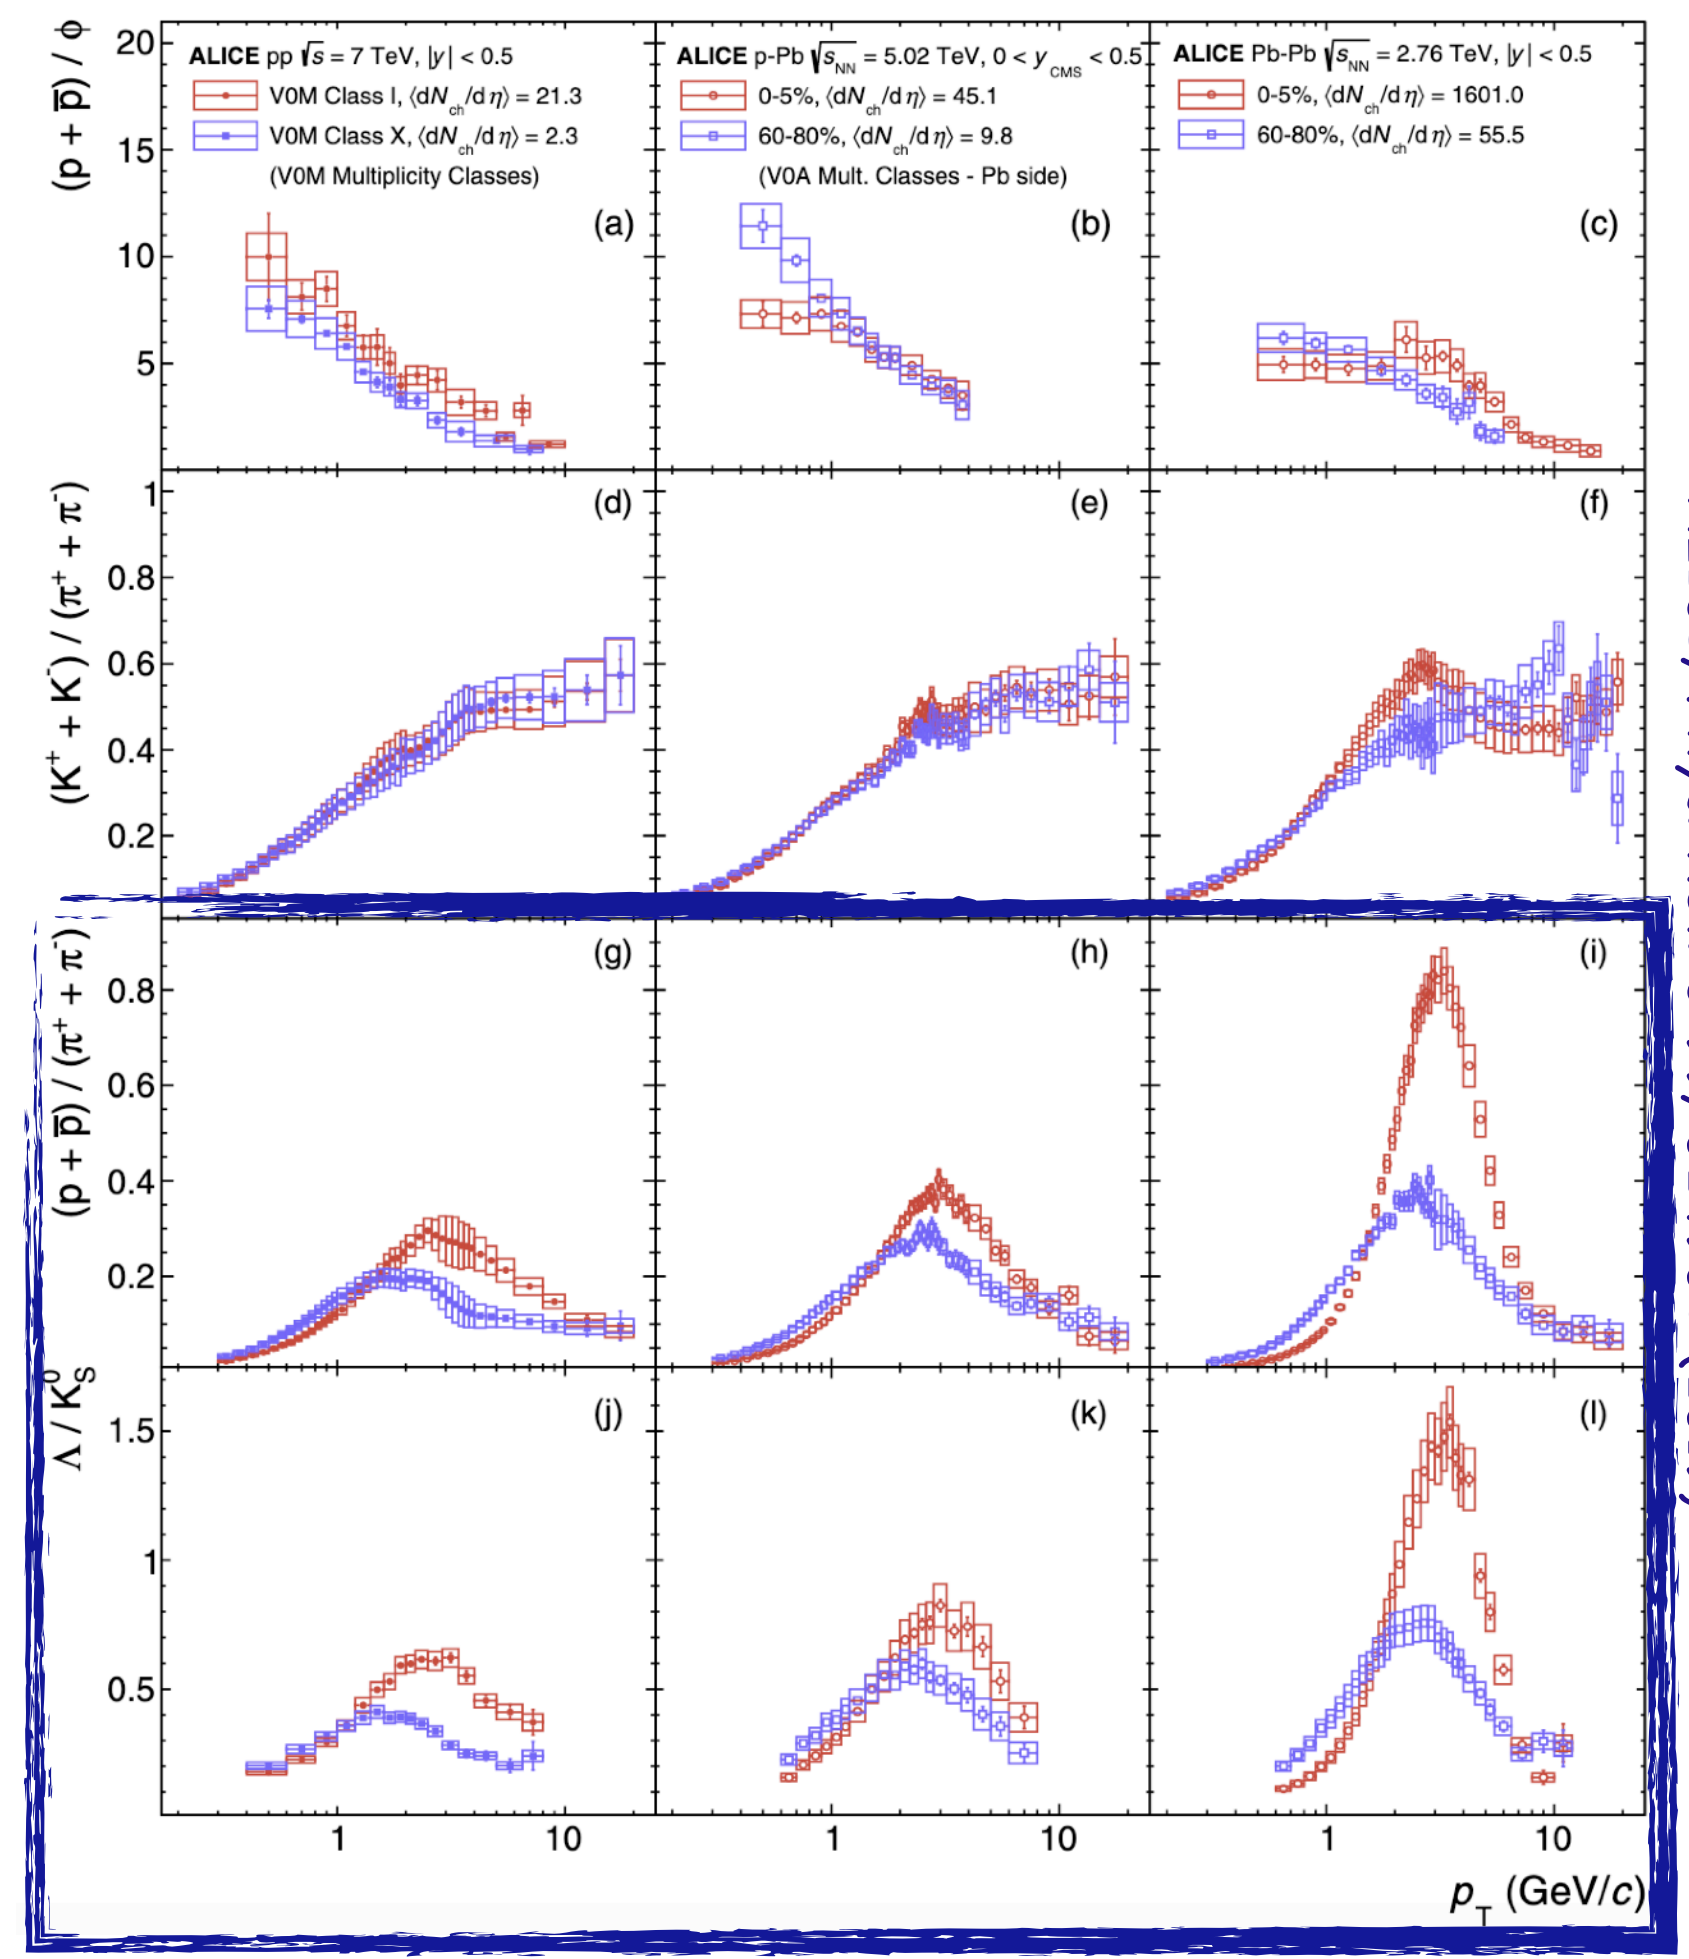 (p + p̅) / ϕ
20
15
10
5
ALICE pp √s = 7 TeV, |y| < 0.5
V0M Class I, ⟨dN_ch/dη⟩ = 21.3
V0M Class X, ⟨dN_ch/dη⟩ = 2.3
(V0M Multiplicity Classes)
(a)
ALICE p-Pb √s_NN = 5.02 TeV, 0 < y_CMS < 0.5
0-5%, ⟨dN_ch/dη⟩ = 45.1
60-80%, ⟨dN_ch/dη⟩ = 9.8
(V0A Mult. Classes - Pb side)
(b)
ALICE Pb-Pb √s_NN = 2.76 TeV, |y| < 0.5
0-5%, ⟨dN_ch/dη⟩ = 1601.0
60-80%, ⟨dN_ch/dη⟩ = 55.5
(c)
(K⁺ + K⁻) / (π⁺ + π⁻)
1
0.8
0.6
0.4
0.2
(d)
(e)
(f)
(p + p̅) / (π⁺ + π⁻)
0.8
0.6
0.4
0.2
(g)
(h)
(i)
Λ / K⁰_S
1.5
1
0.5
(j)
(k)
(l)
1
10
1
10
1
10
p_T (GeV/c)